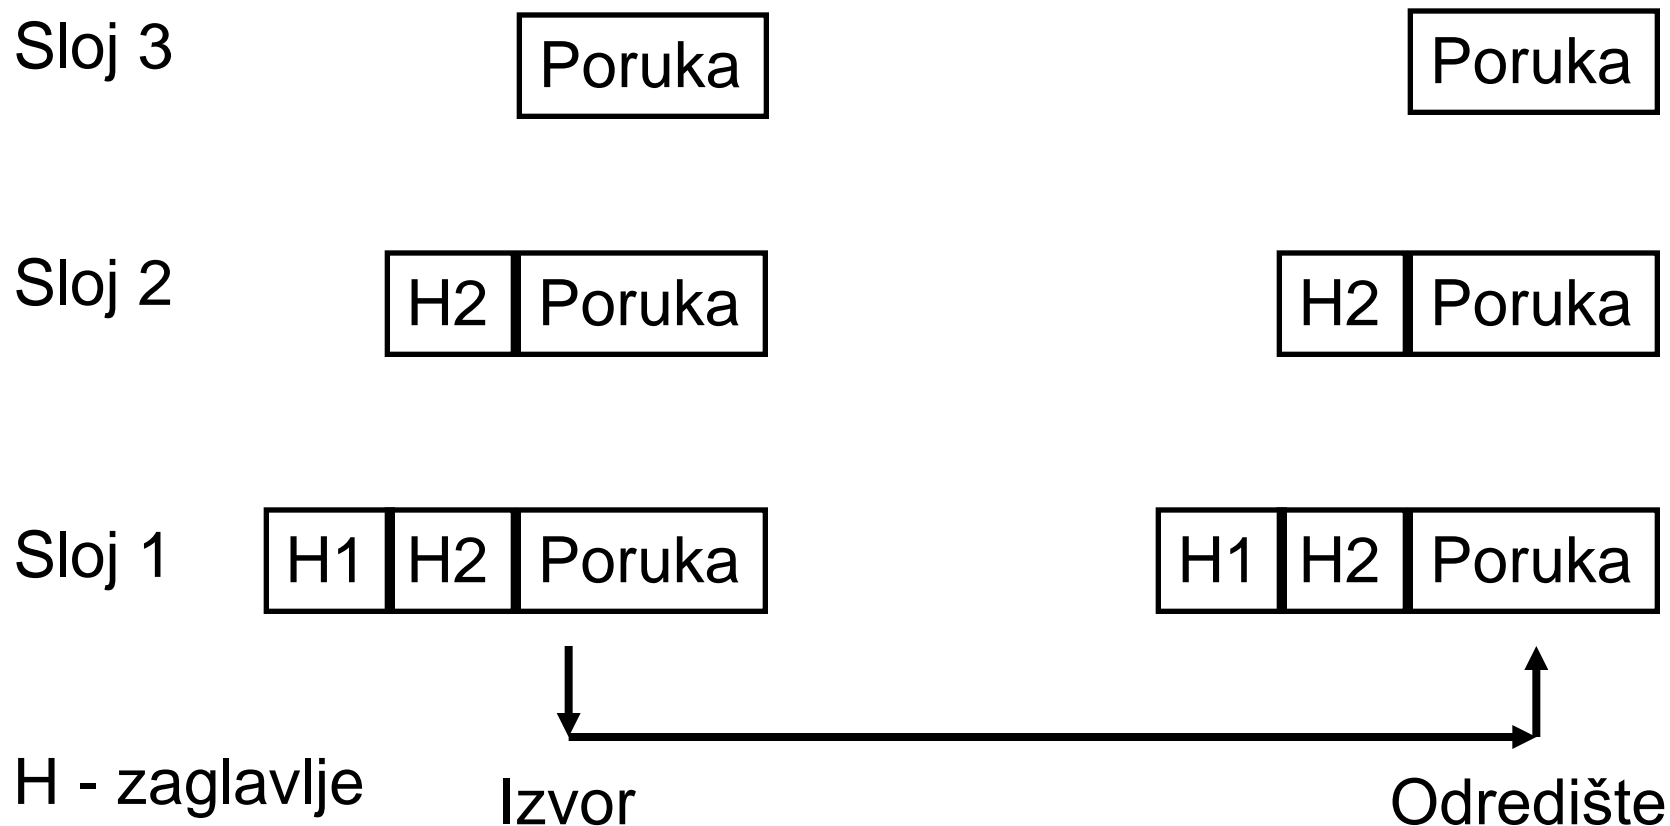 Sloj 3 Poruka Poruka
Sloj 2 H2 Poruka H2 Poruka
Sloj 1 H1 H2 Poruka H1 H2 Poruka
H - zaglavlje Izvor Odredište